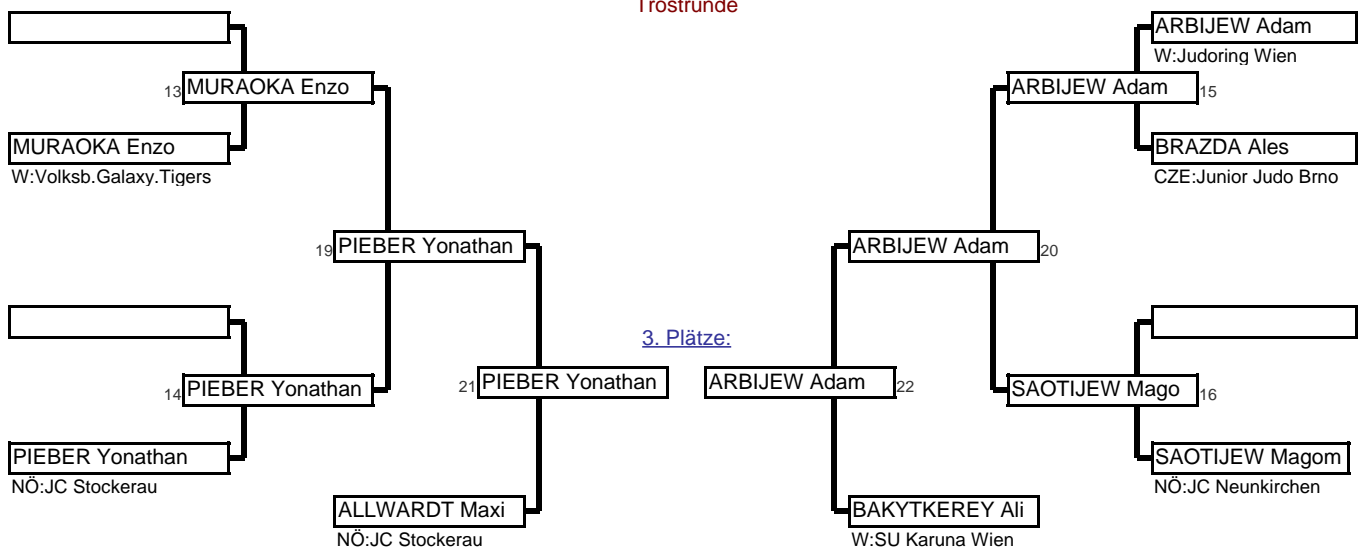 Trostrunde
ARBIJEW Adam
W:Judoring Wien
13 MURAOKA Enzo
ARBIJEW Adam 15
MURAOKA Enzo
W:Volksb.Galaxy.Tigers
BRAZDA Ales
CZE:Junior Judo Brno
19 PIEBER Yonathan
ARBIJEW Adam 20
3. Plätze:
14 PIEBER Yonathan
21 PIEBER Yonathan
ARBIJEW Adam 22
SAOTIJEW Mago 16
PIEBER Yonathan
NÖ:JC Stockerau
SAOTIJEW Magom
NÖ:JC Neunkirchen
ALLWARDT Maxi
NÖ:JC Stockerau
BAKYTKEREY Ali
W:SU Karuna Wien